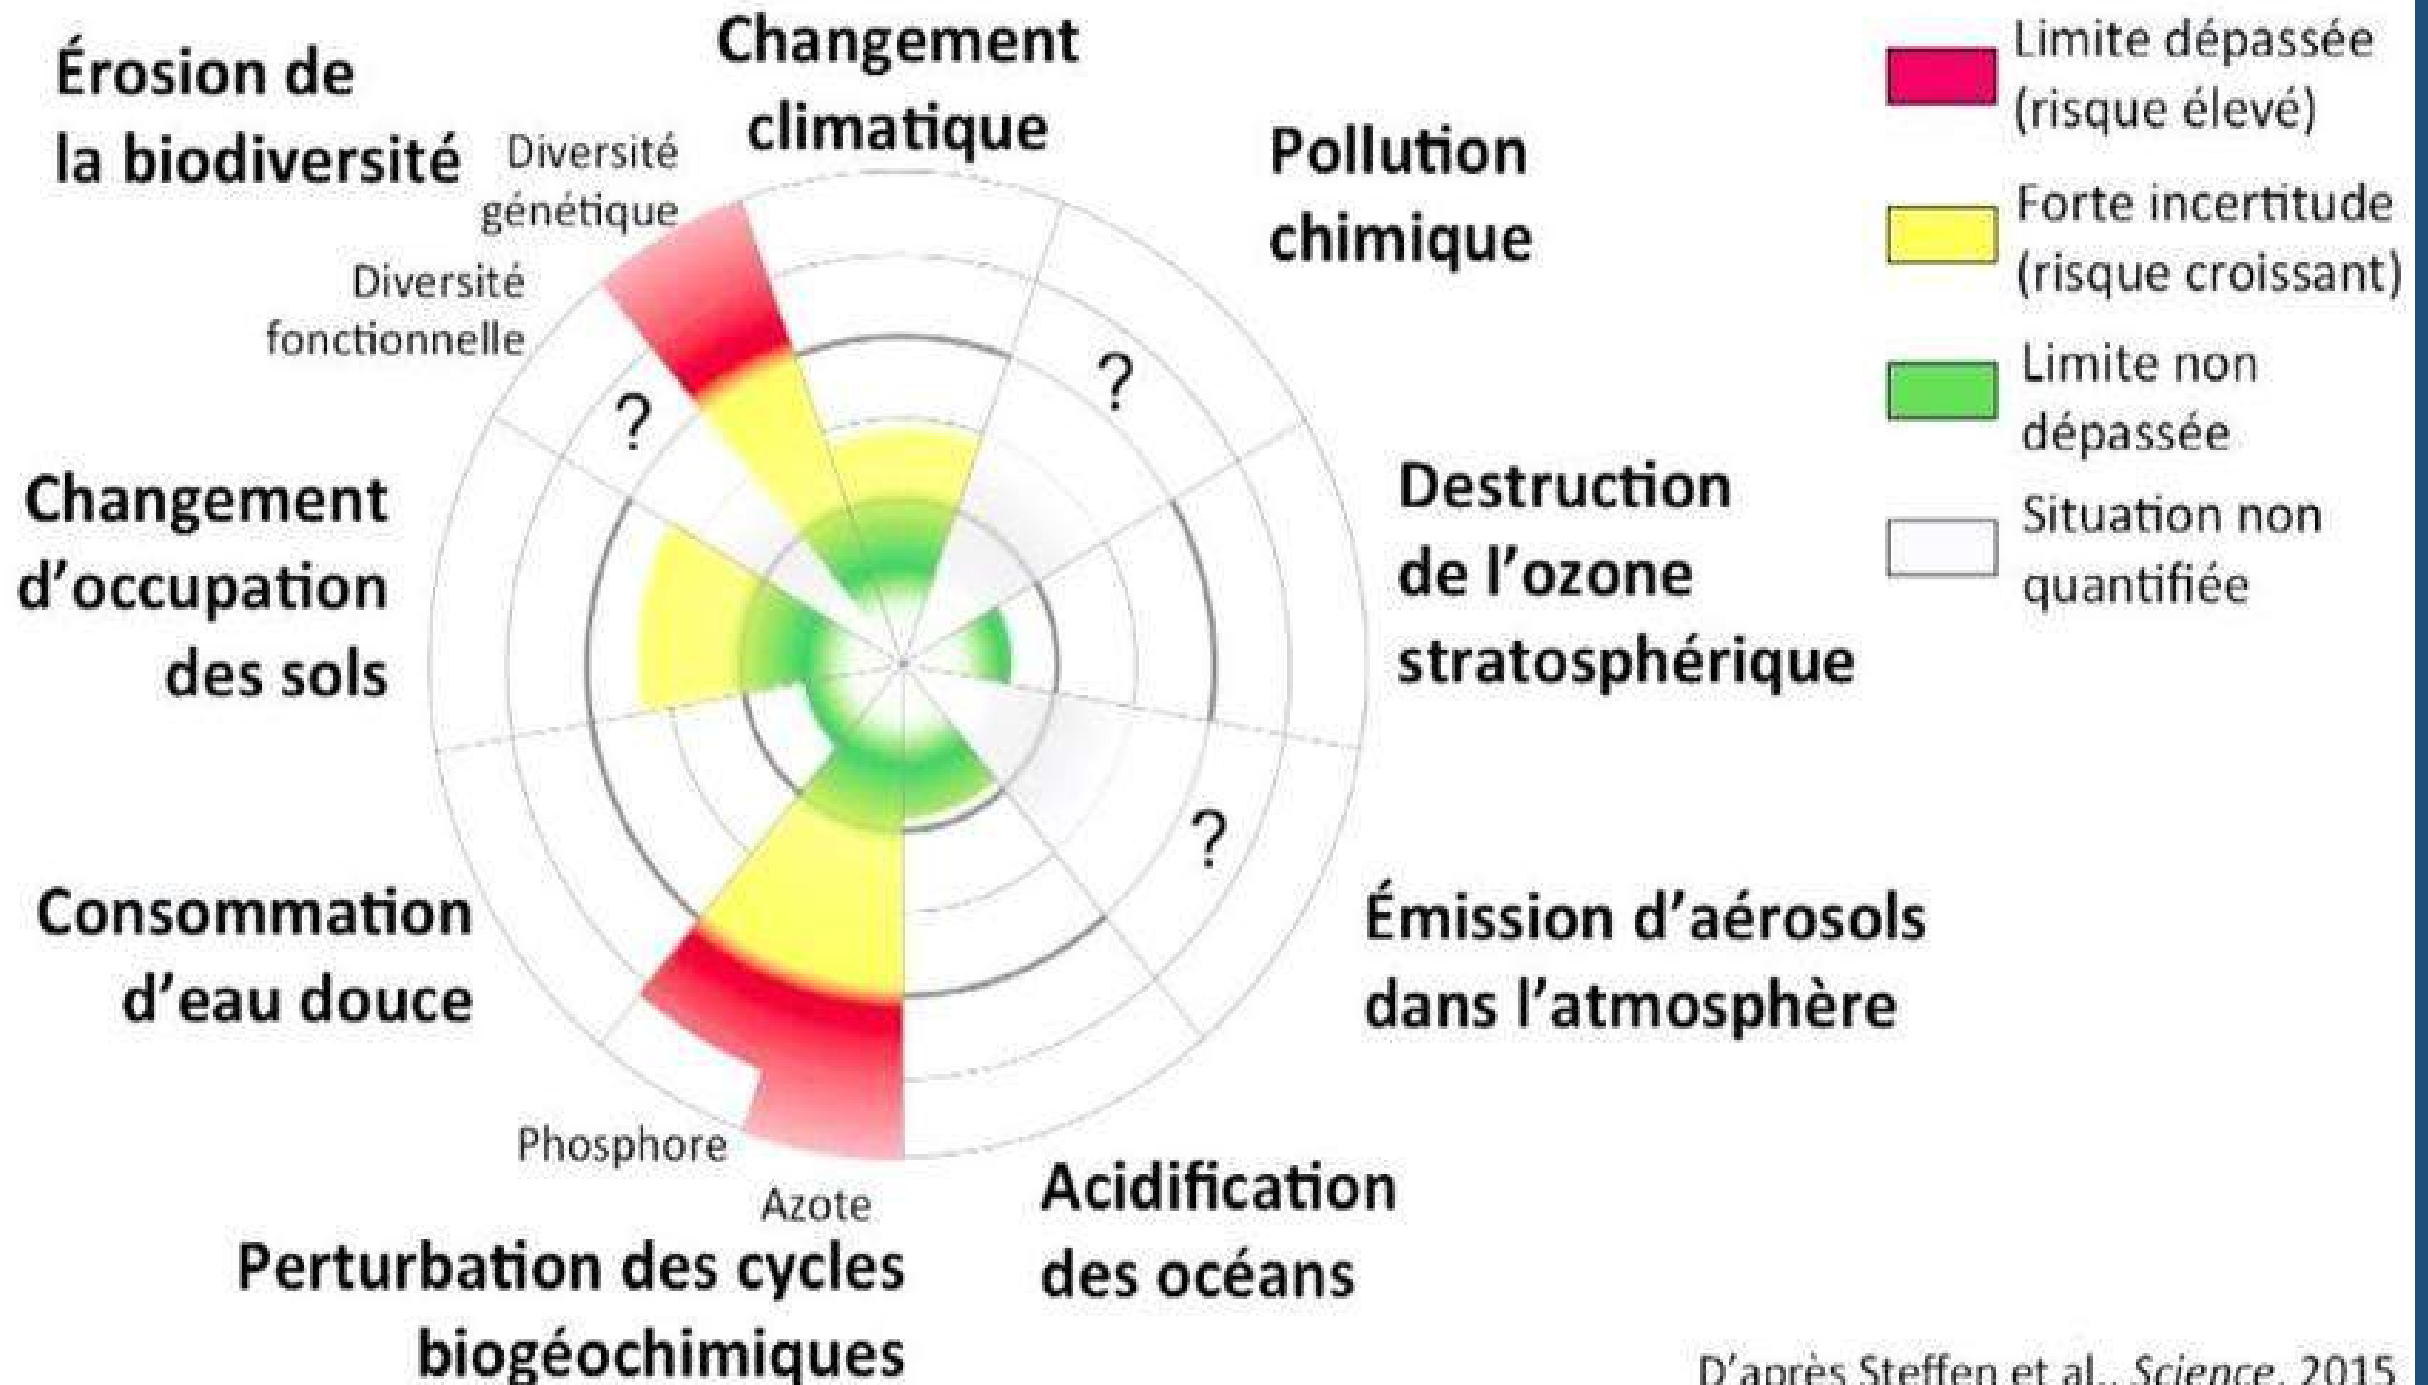 Érosion de
la biodiversité
Diversité
génétique
Diversité
fonctionnelle
Changement
climatique
Pollution
chimique
?
?
Destruction
de l’ozone
stratosphérique
?
Émission d’aérosols
dans l’atmosphère
Acidification
des océans
Phosphore
Azote
Perturbation des cycles
biogéochimiques
Consommation
d’eau douce
Changement
d’occupation
des sols
Limite dépassée
(risque élevé)
Forte incertitude
(risque croissant)
Limite non
dépassée
Situation non
quantifiée
D’après Steffen et al., Science, 2015